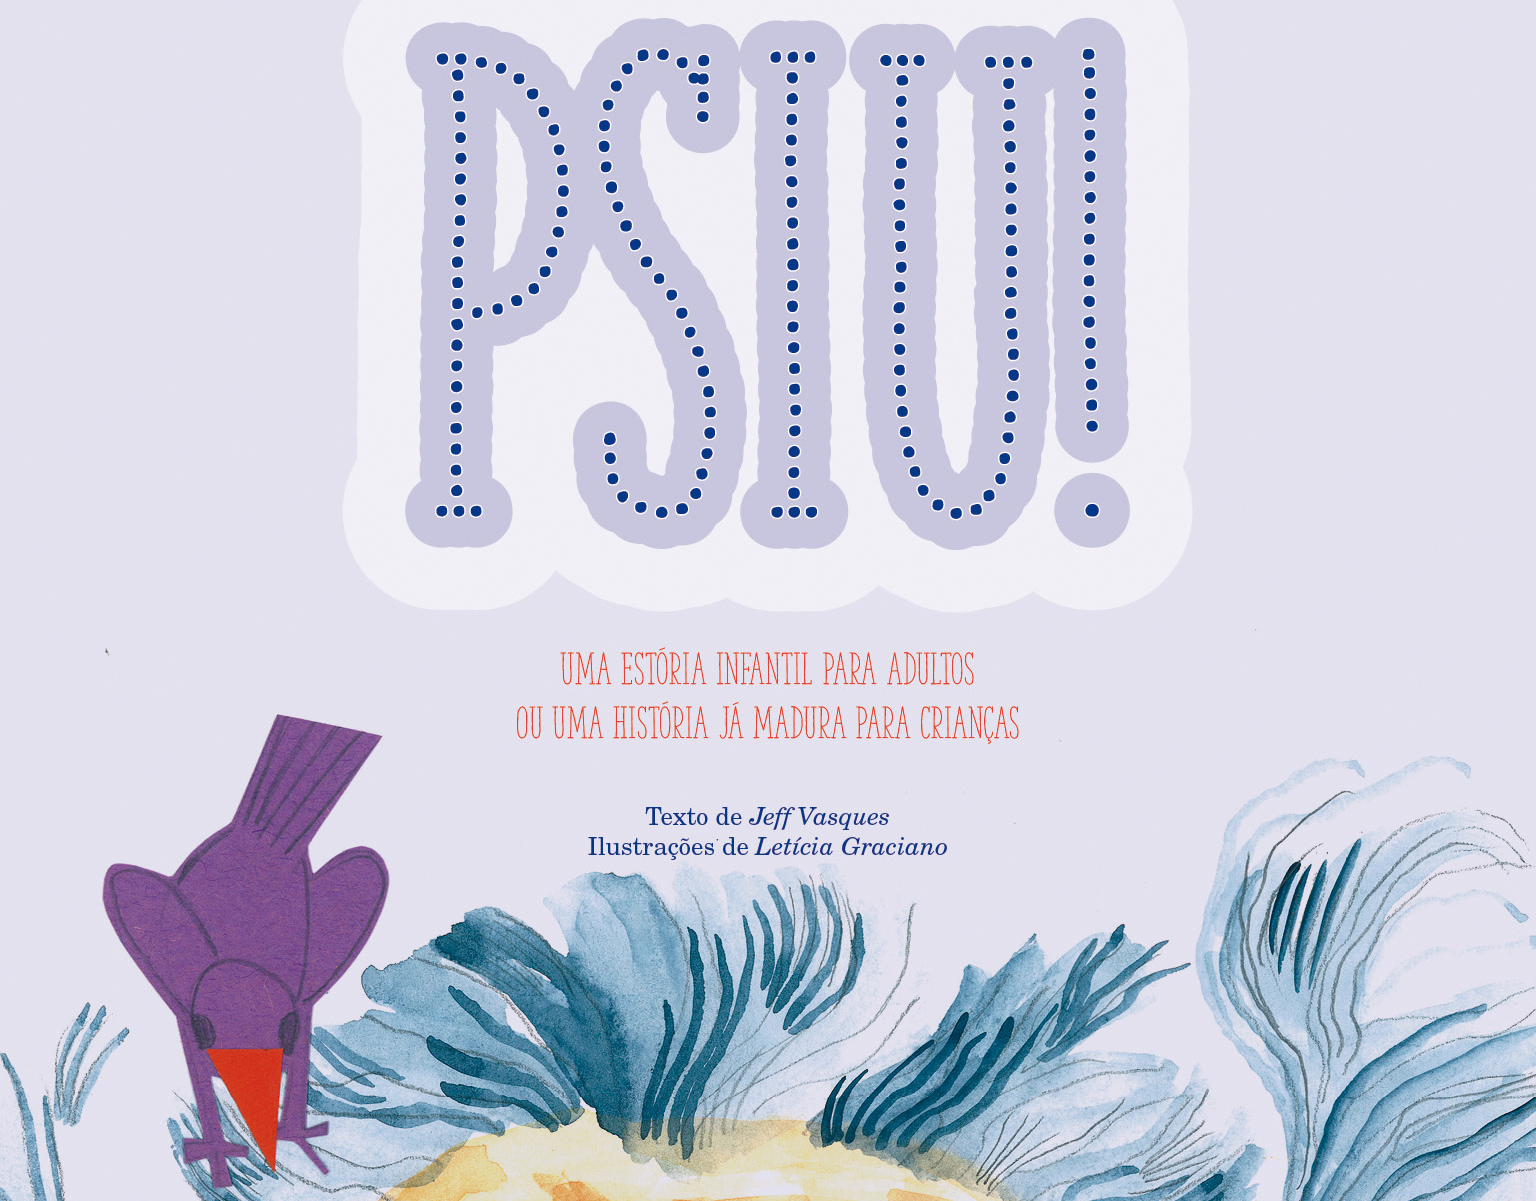 PSIU!
UMA ESTÓRIA INFANTIL PARA ADULTOS
OU UMA HISTÓRIA JÁ MADURA PARA CRIANÇAS
Texto de Jeff Vasques
Ilustrações de Letícia Graciano